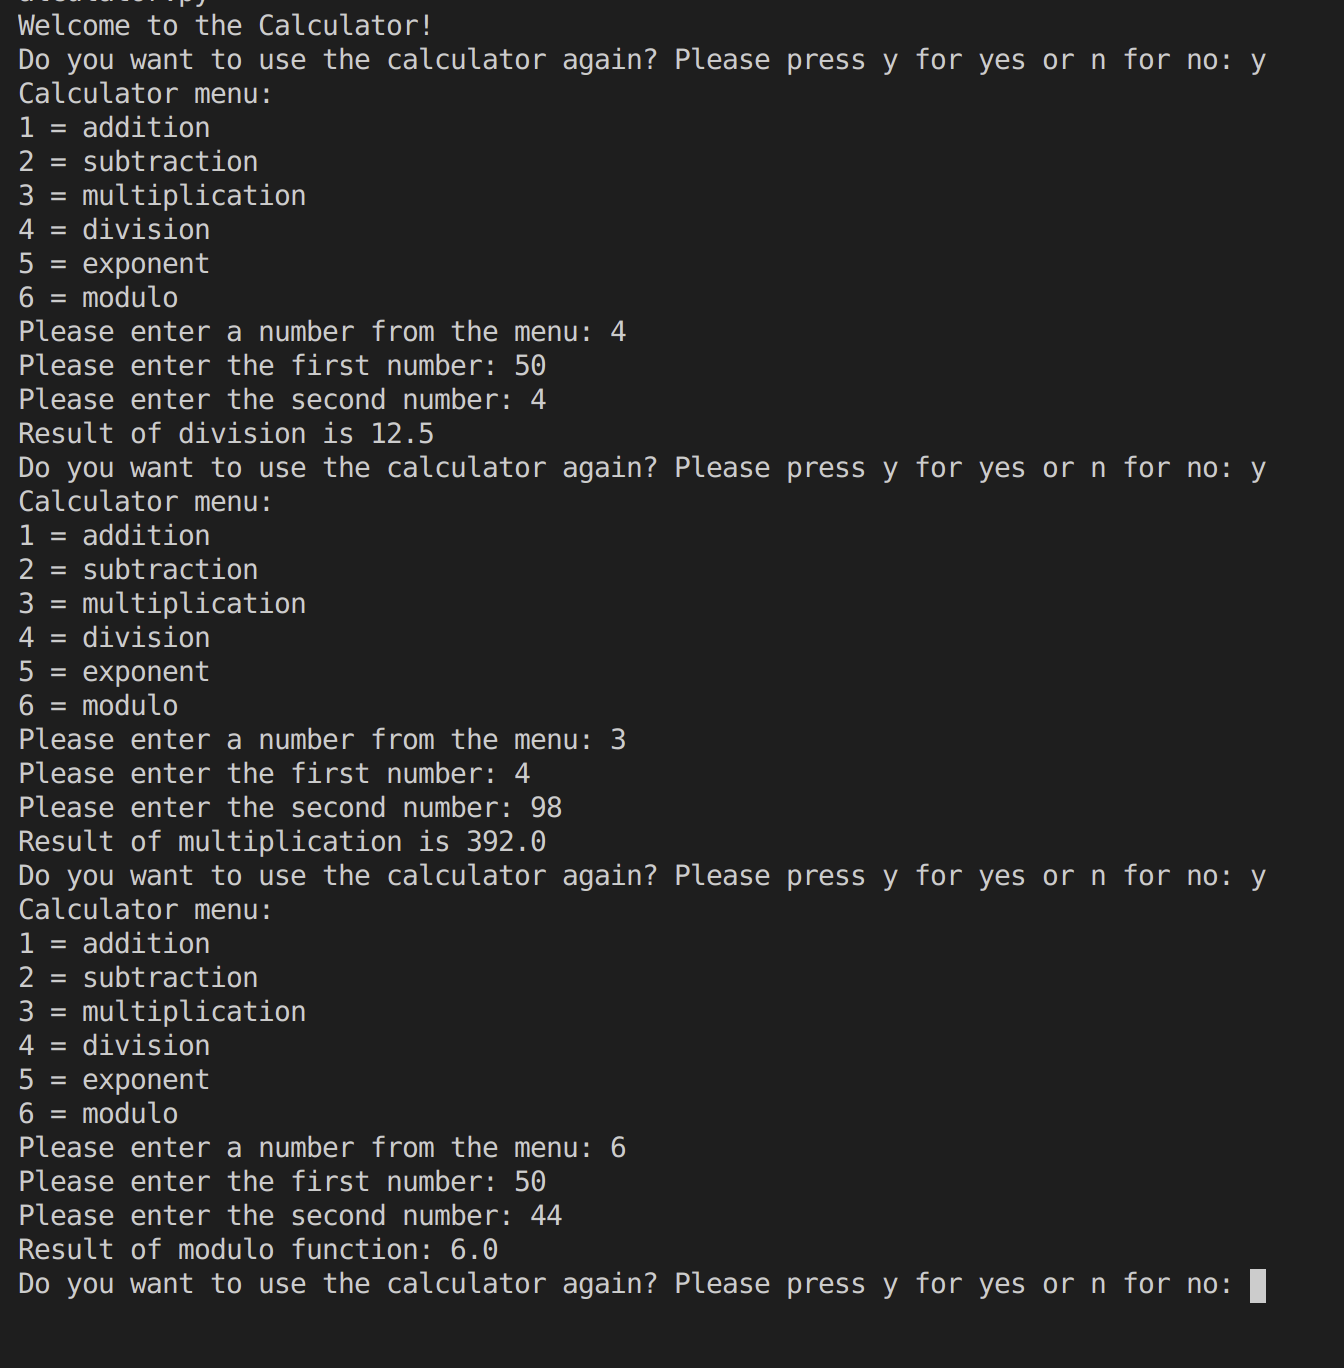 Welcome to the Calculator!
Do you want to use the calculator again? Please press y for yes or n for no: y
Calculator menu:
1 = addition
2 = subtraction
3 = multiplication
4 = division
5 = exponent
6 = modulo
Please enter a number from the menu: 4
Please enter the first number: 50
Please enter the second number: 4
Result of division is 12.5
Do you want to use the calculator again? Please press y for yes or n for no: y
Calculator menu:
1 = addition
2 = subtraction
3 = multiplication
4 = division
5 = exponent
6 = modulo
Please enter a number from the menu: 3
Please enter the first number: 4
Please enter the second number: 98
Result of multiplication is 392.0
Do you want to use the calculator again? Please press y for yes or n for no: y
Calculator menu:
1 = addition
2 = subtraction
3 = multiplication
4 = division
5 = exponent
6 = modulo
Please enter a number from the menu: 6
Please enter the first number: 50
Please enter the second number: 44
Result of modulo function: 6.0
Do you want to use the calculator again? Please press y for yes or n for no: